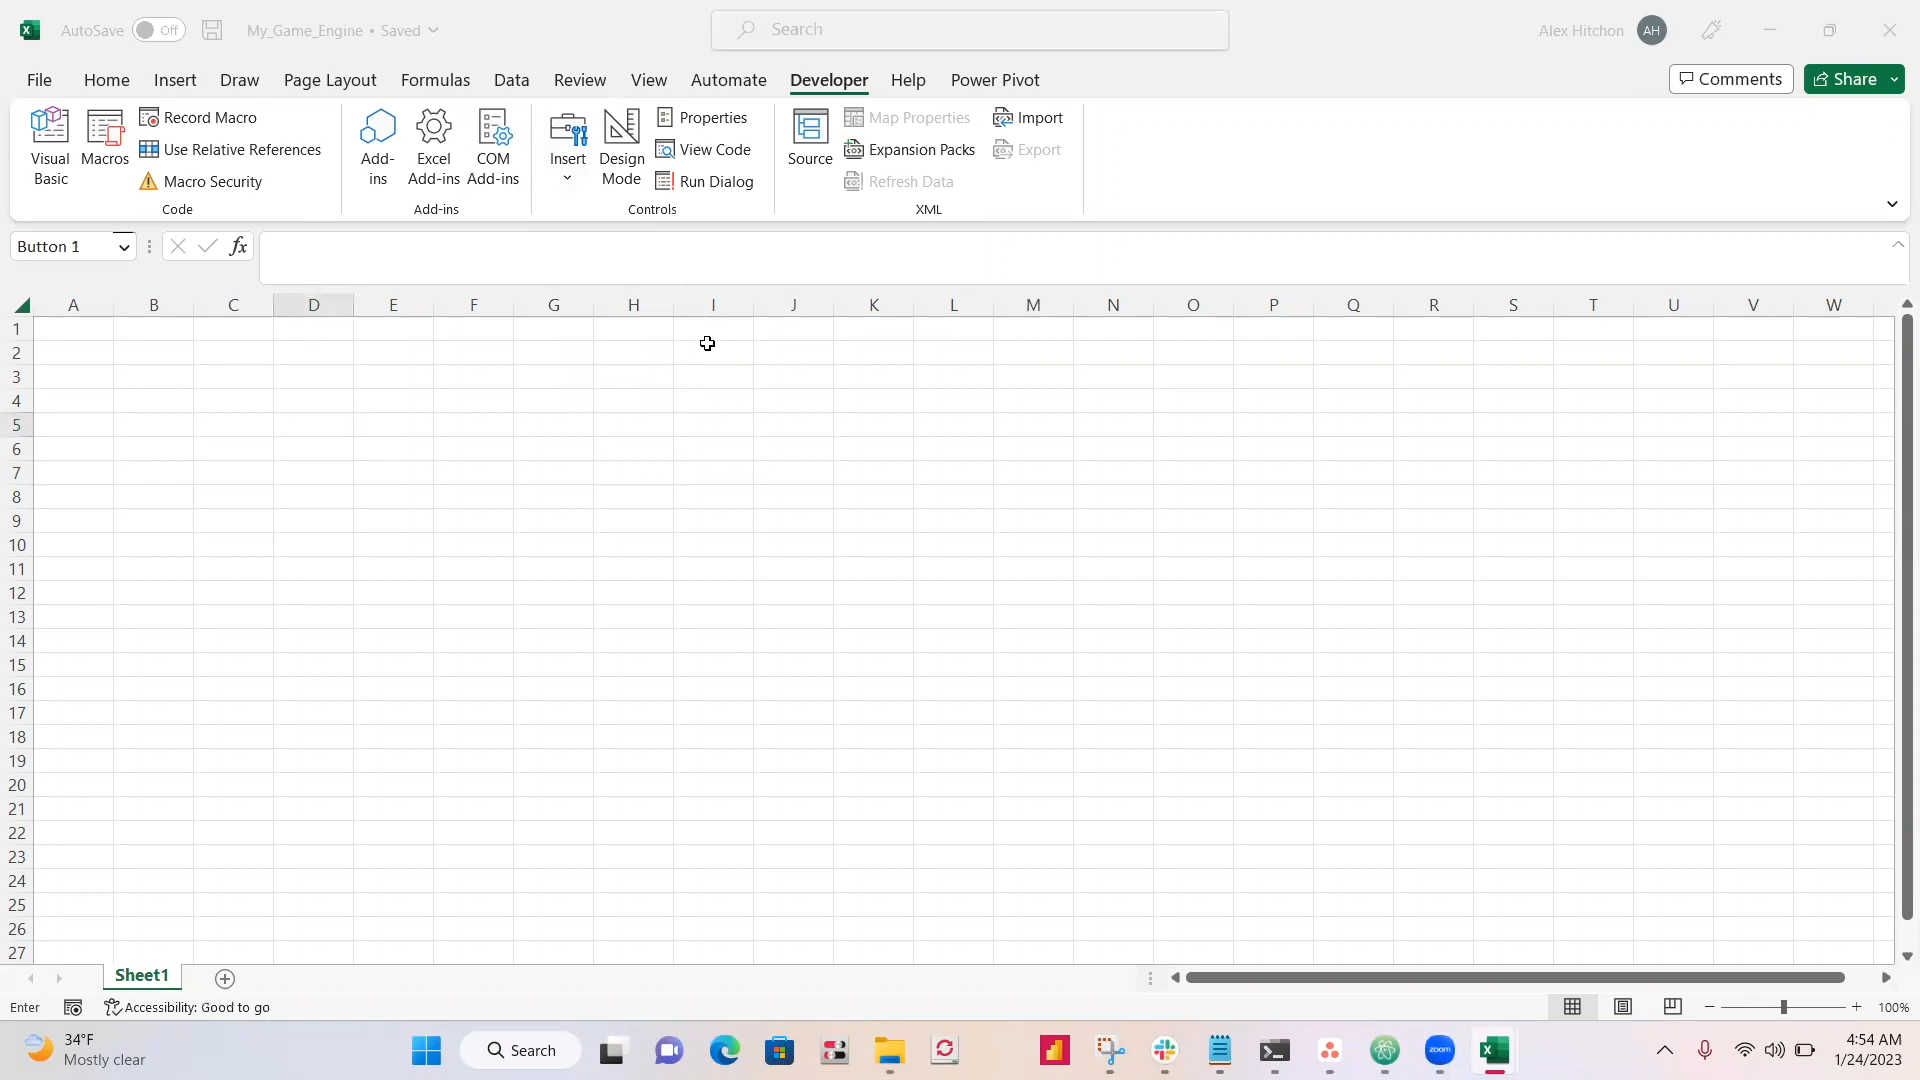 AutoSave Off My_Game_Engine • Saved Search Alex Hitchon AH
File Home Insert Draw Page Layout Formulas Data Review View Automate Developer Help Power Pivot Comments Share
Visual Basic
Macros
Record Macro
Use Relative References
Macro Security
Code
Add-ins
Excel Add-ins
COM Add-ins
Add-ins
Insert
Design Mode
Properties
View Code
Run Dialog
Controls
Source
Map Properties
Expansion Packs
Refresh Data
Import
Export
XML
Button 1 fx
A B C D E F G H I J K L M N O P Q R S T U V W
1
2
3
4
5
6
7
8
9
10
11
12
13
14
15
16
17
18
19
20
21
22
23
24
25
26
27
Sheet1
Enter Accessibility: Good to go 100%
34°F
Mostly clear
Search
zoom
4:54 AM
1/24/2023